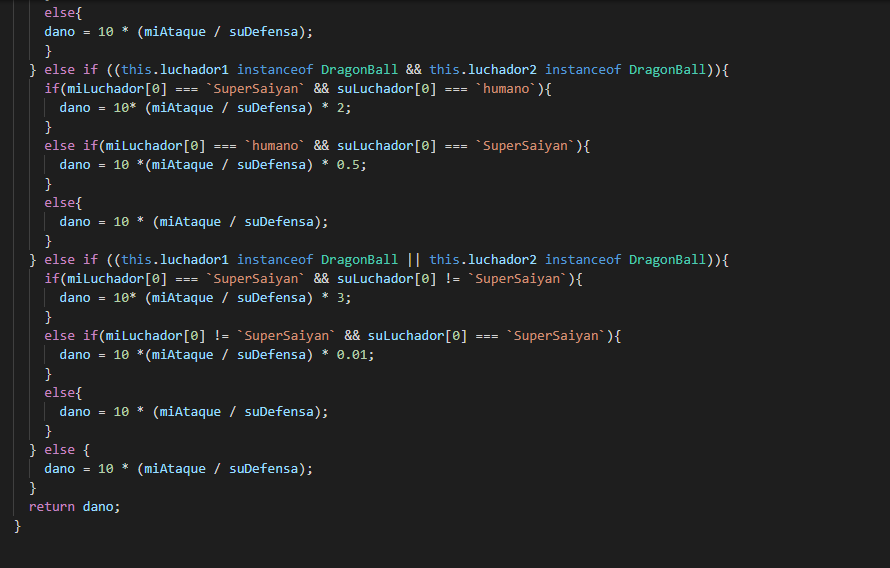 else{
dano = 10 * (miAtaque / suDefensa);
}
} else if ((this.luchador1 instanceof DragonBall && this.luchador2 instanceof DragonBall)){
if(miLuchador[0] === `SuperSaiyan` && suLuchador[0] === `humano`){
dano = 10* (miAtaque / suDefensa) * 2;
}
else if(miLuchador[0] === `humano` && suLuchador[0] === `SuperSaiyan`){
dano = 10 *(miAtaque / suDefensa) * 0.5;
}
else{
dano = 10 * (miAtaque / suDefensa);
}
} else if ((this.luchador1 instanceof DragonBall || this.luchador2 instanceof DragonBall)){
if(miLuchador[0] === `SuperSaiyan` && suLuchador[0] != `SuperSaiyan`){
dano = 10* (miAtaque / suDefensa) * 3;
}
else if(miLuchador[0] != `SuperSaiyan` && suLuchador[0] === `SuperSaiyan`){
dano = 10 *(miAtaque / suDefensa) * 0.01;
}
else{
dano = 10 * (miAtaque / suDefensa);
}
} else {
dano = 10 * (miAtaque / suDefensa);
}
return dano;
}